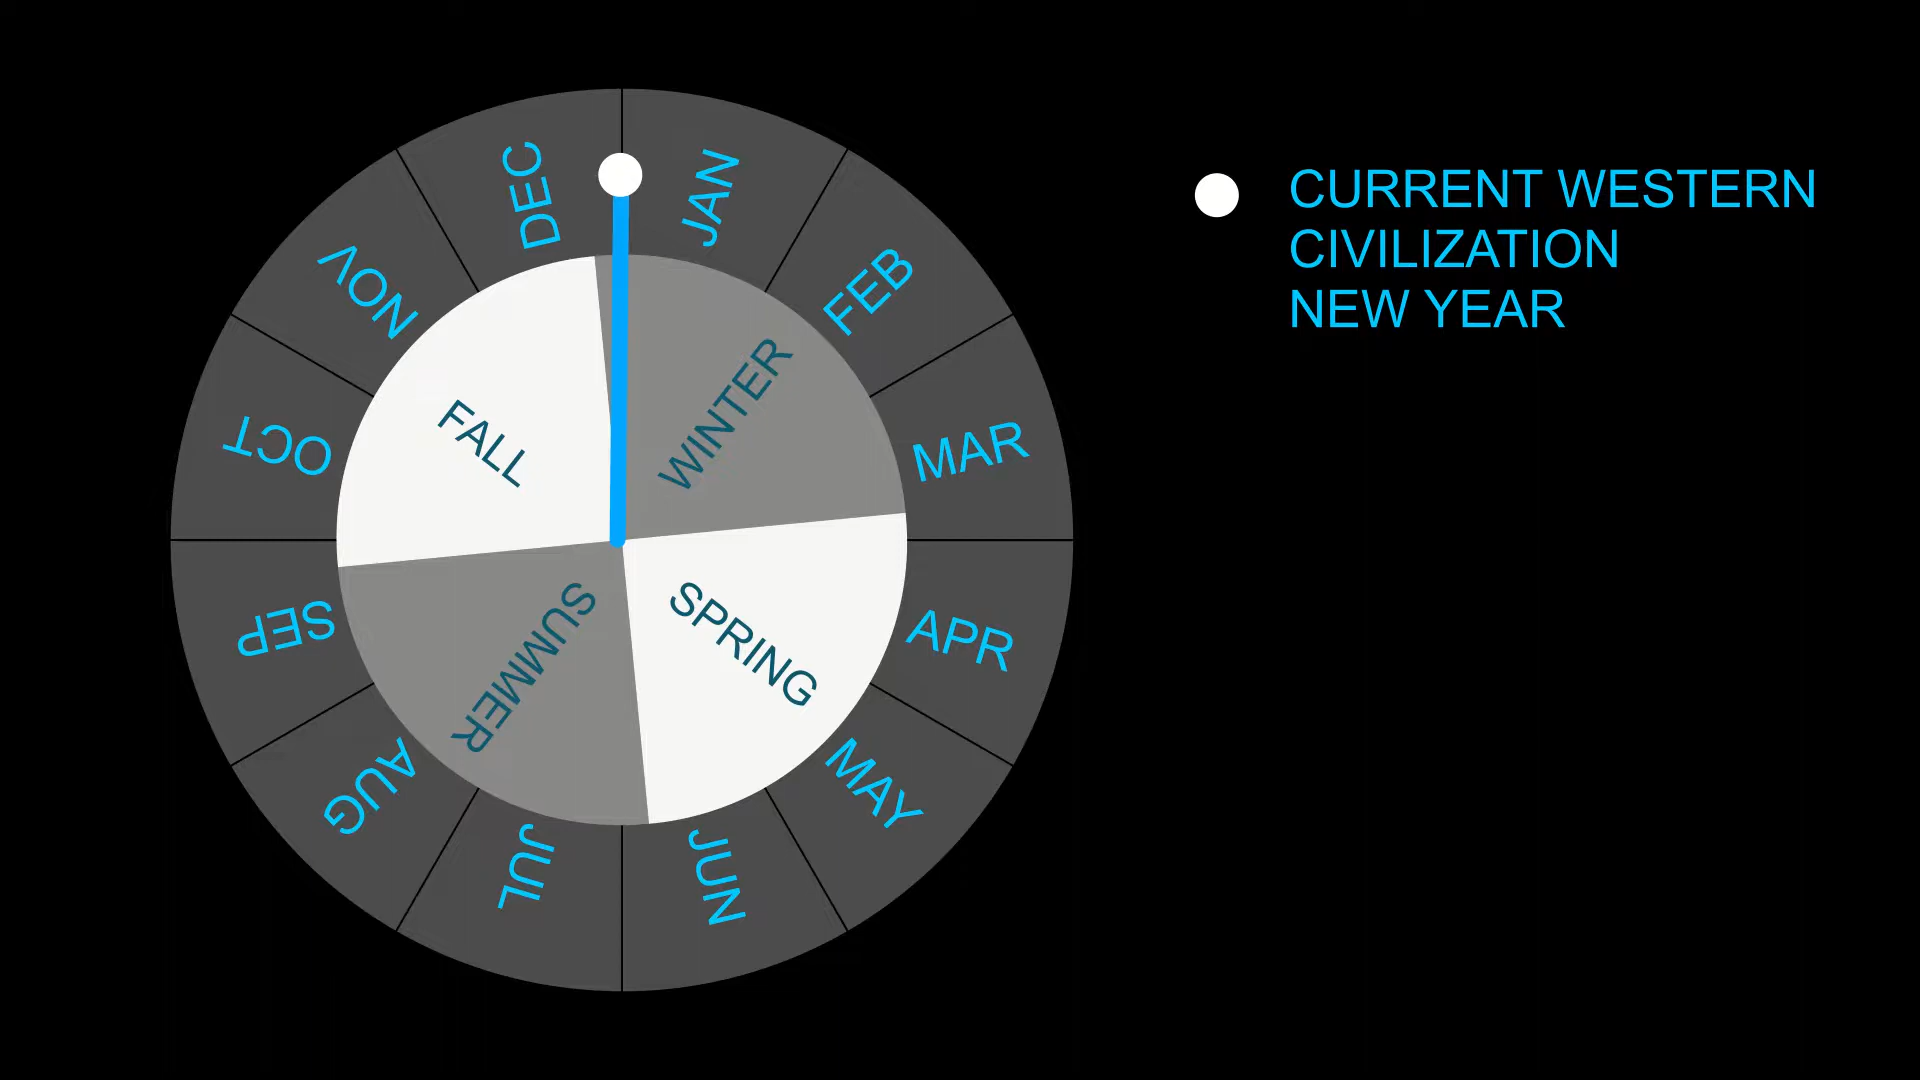 DEC
JAN
NOV
FEB
OCT
MAR
SEP
APR
AUG
MAY
JUL
JUN
FALL
WINTER
SUMMER
SPRING
CURRENT WESTERN
CIVILIZATION
NEW YEAR